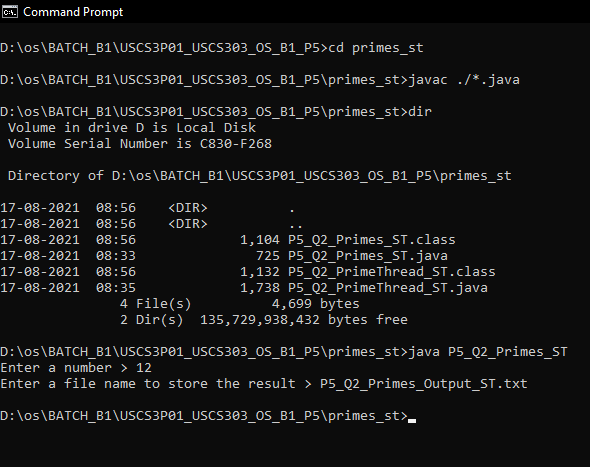 Command Prompt
D:\os\BATCH_B1\USCS3P01_USCS303_OS_B1_P5>cd primes_st
D:\os\BATCH_B1\USCS3P01_USCS303_OS_B1_P5\primes_st>javac ./*.java
D:\os\BATCH_B1\USCS3P01_USCS303_OS_B1_P5\primes_st>dir
 Volume in drive D is Local Disk
 Volume Serial Number is C830-F268
 Directory of D:\os\BATCH_B1\USCS3P01_USCS303_OS_B1_P5\primes_st
17-08-2021  08:56    <DIR>          .
17-08-2021  08:56    <DIR>          ..
17-08-2021  08:56             1,104 P5_Q2_Primes_ST.class
17-08-2021  08:33               725 P5_Q2_Primes_ST.java
17-08-2021  08:56             1,132 P5_Q2_PrimeThread_ST.class
17-08-2021  08:35             1,738 P5_Q2_PrimeThread_ST.java
               4 File(s)          4,699 bytes
               2 Dir(s)  135,729,938,432 bytes free
D:\os\BATCH_B1\USCS3P01_USCS303_OS_B1_P5\primes_st>java P5_Q2_Primes_ST
Enter a number > 12
Enter a file name to store the result > P5_Q2_Primes_Output_ST.txt
D:\os\BATCH_B1\USCS3P01_USCS303_OS_B1_P5\primes_st>